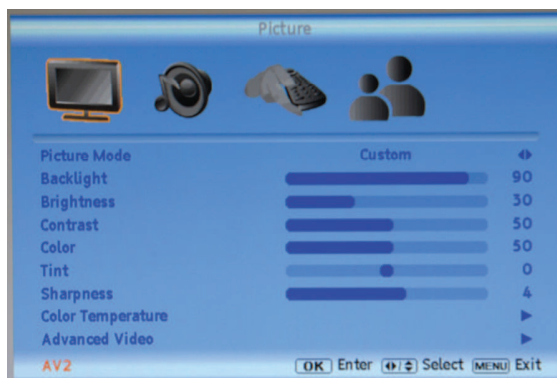 Picture
Picture Mode Custom
Backlight 90
Brightness 30
Contrast 50
Color 50
Tint 0
Sharpness 4
Color Temperature
Advanced Video
AV2 OK Enter Select MENU Exit